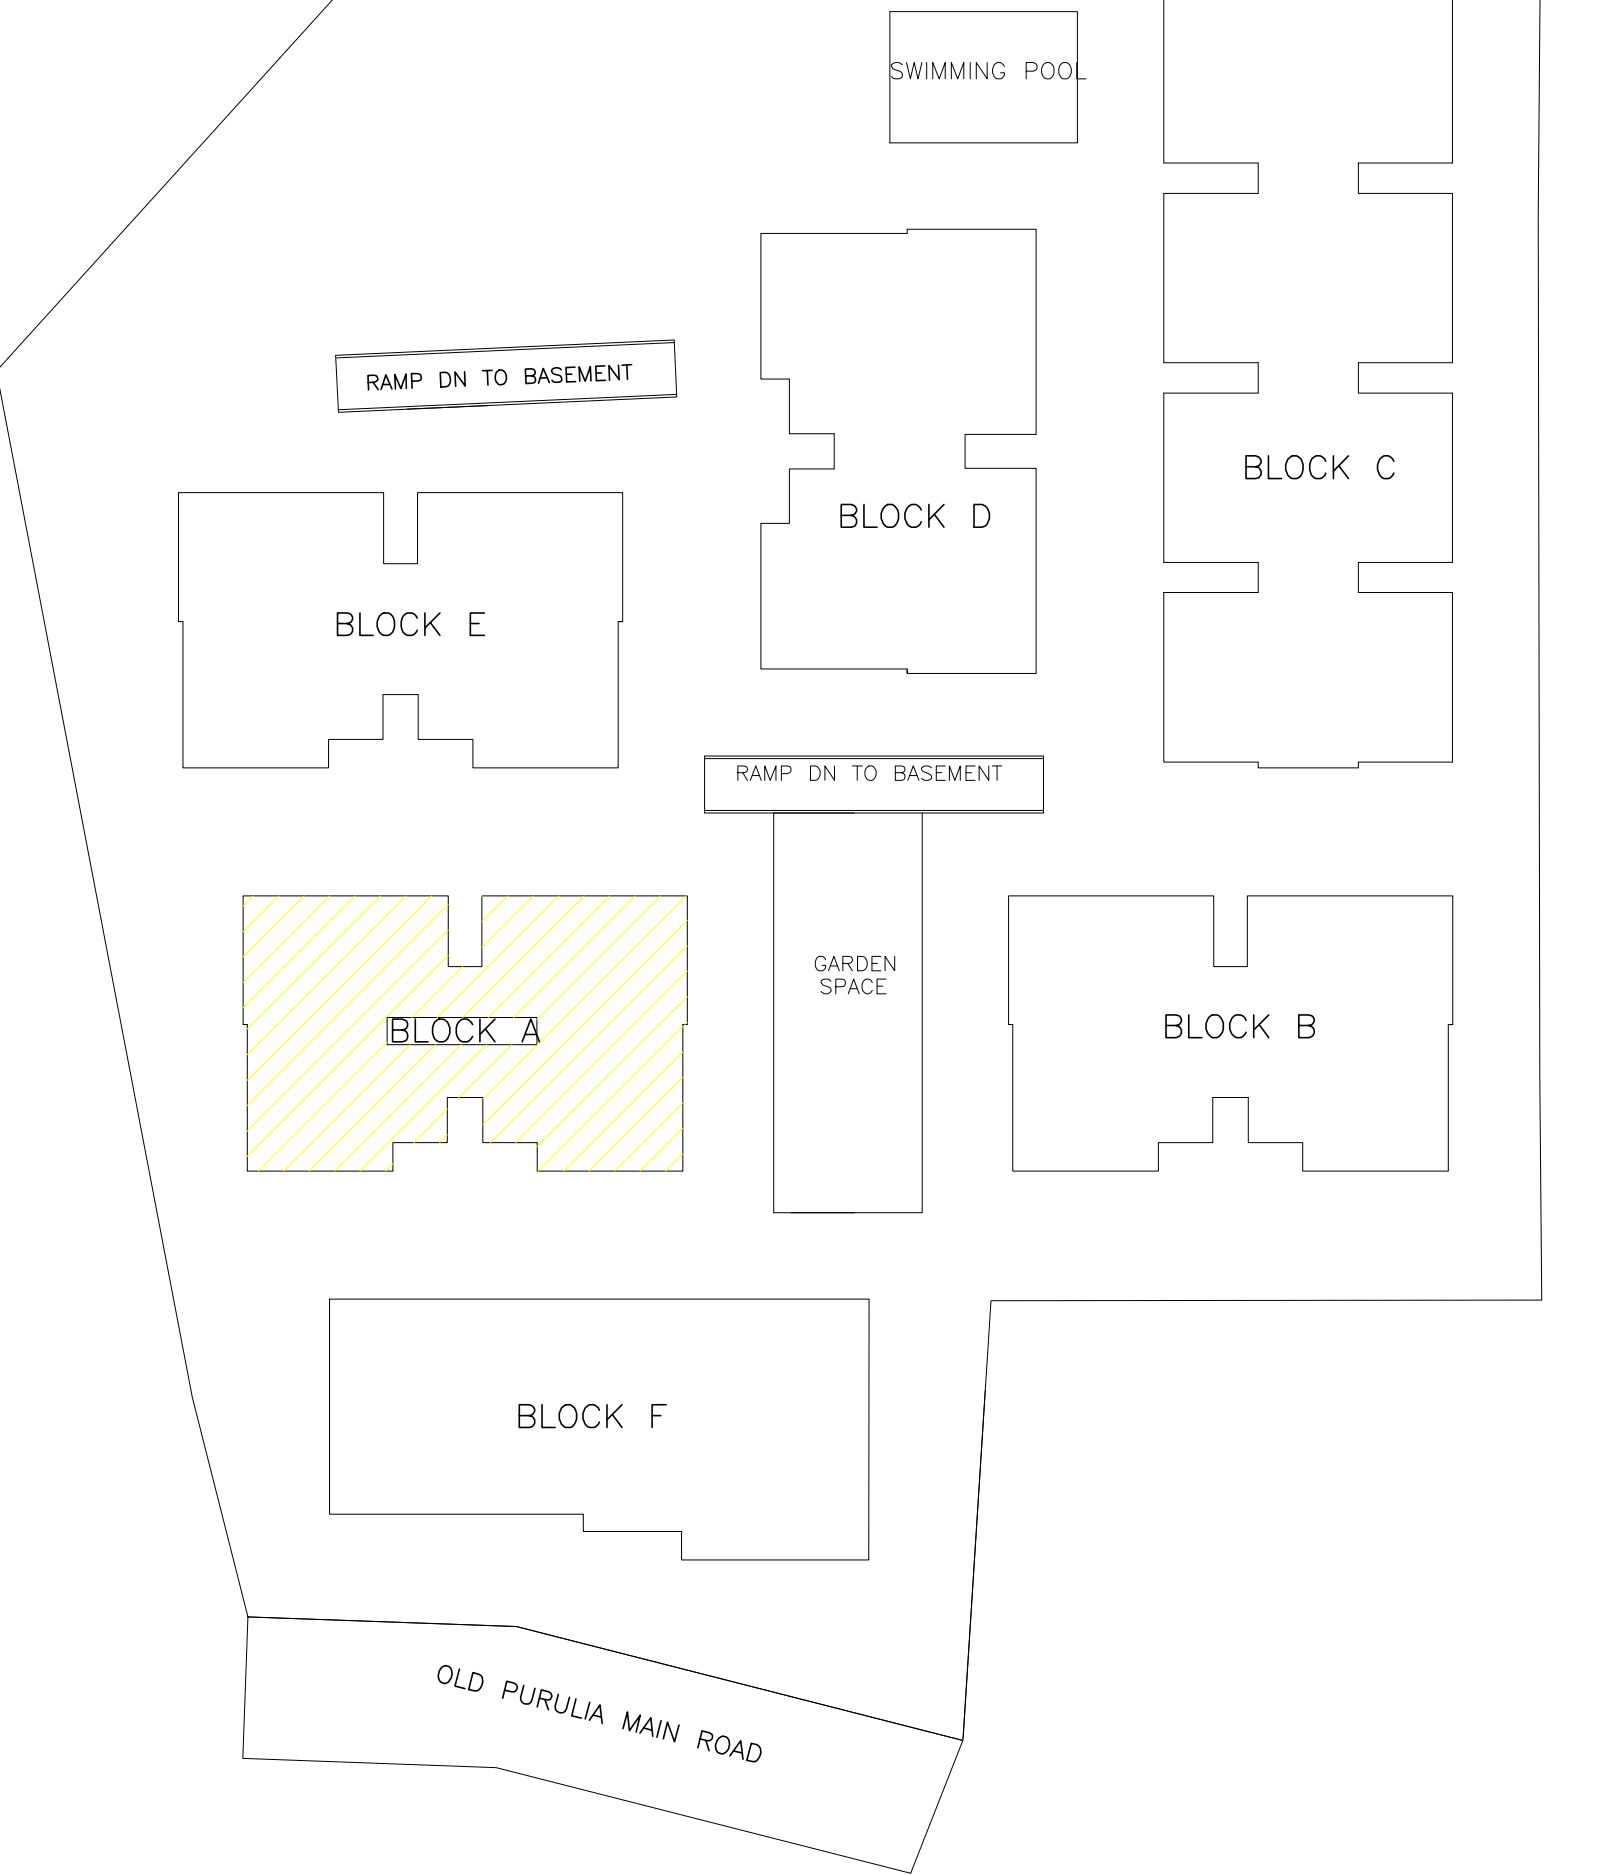 SWIMMING POOL
RAMP DN TO BASEMENT
BLOCK C
BLOCK D
BLOCK E
RAMP DN TO BASEMENT
GARDEN
SPACE
BLOCK A
BLOCK B
BLOCK F
OLD PURULIA MAIN ROAD